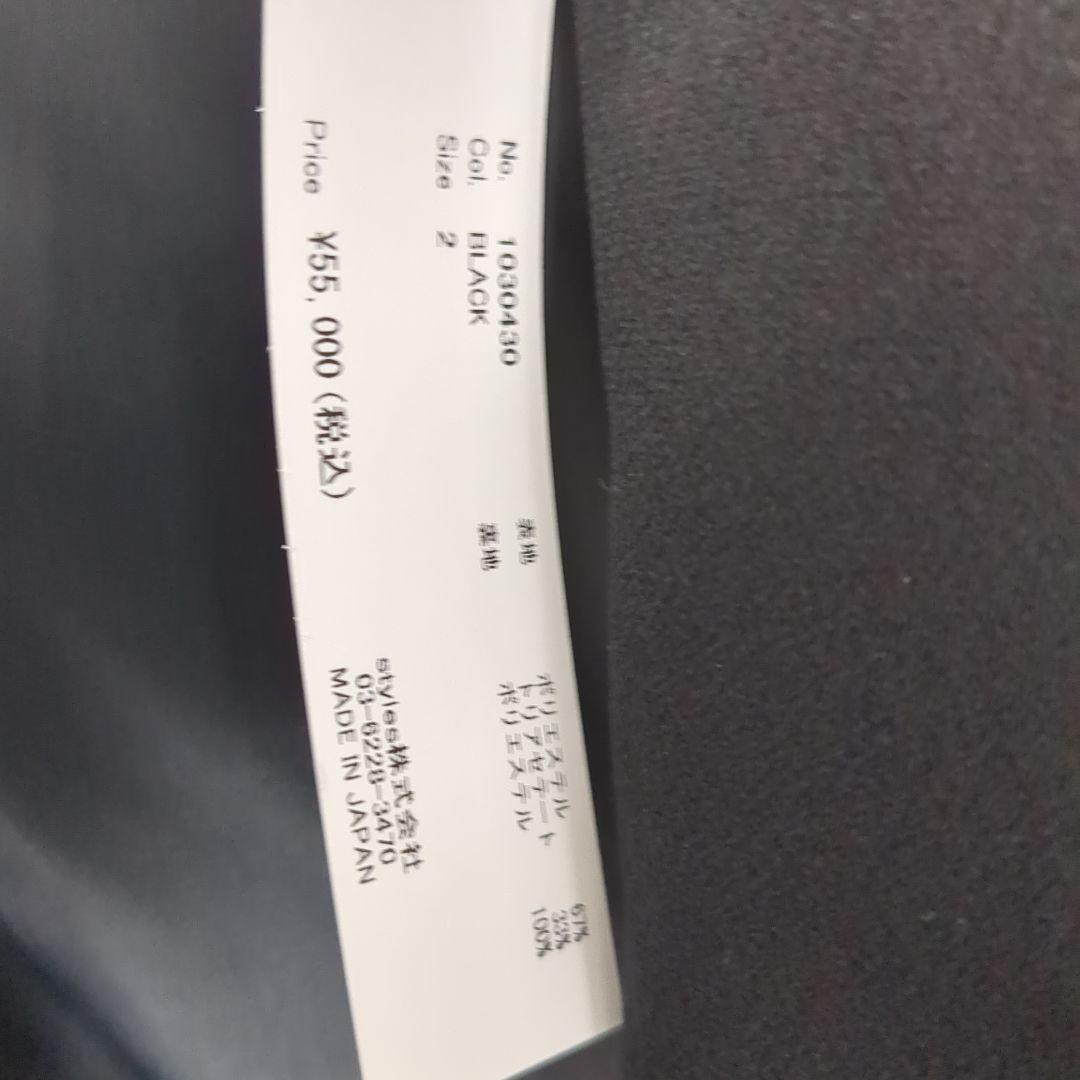 No. 1030430
Col. BLACK
Size 2
Price ¥55,000(税込)
表地 ポリエステル 67%
トリアセテート 33%
裏地 ポリエステル 100%
styles株式会社
03-6228-3470
MADE IN JAPAN